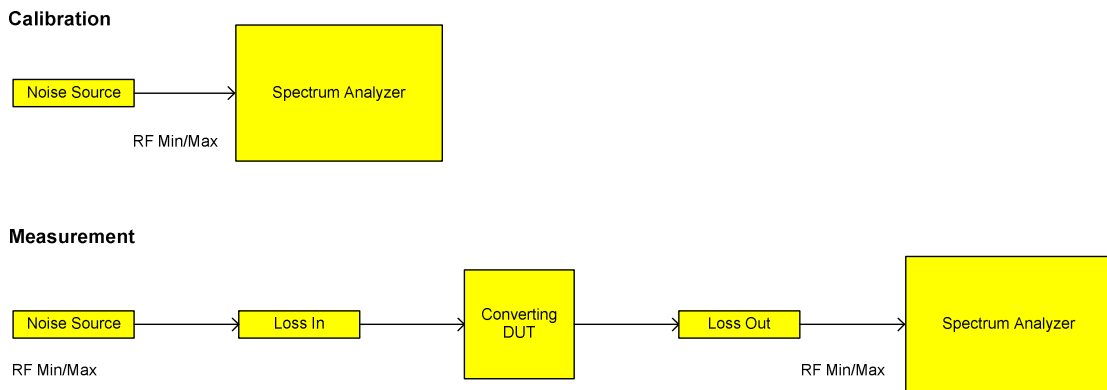 Calibration
Noise Source
Spectrum Analyzer
RF Min/Max
Measurement
Noise Source
Loss In
Converting
DUT
Loss Out
Spectrum Analyzer
RF Min/Max
RF Min/Max